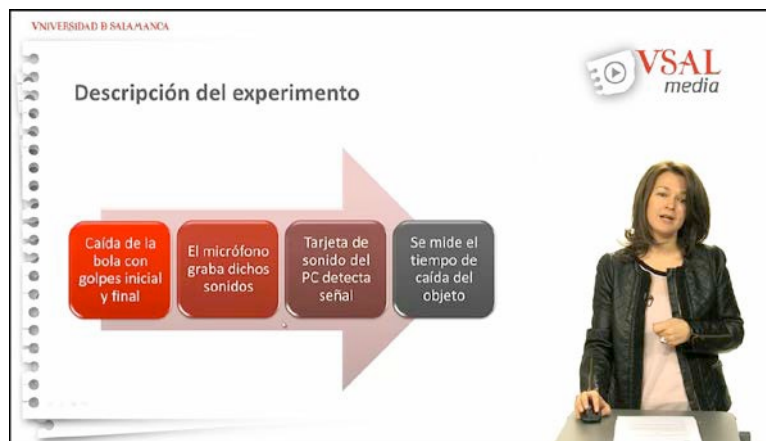 VNIVERSIDAD Ð SALAMANCA
VSAL
media
Descripción del experimento
Caída de la
bola con
golpes inicial
y final
El micrófono
graba dichos
sonidos
Tarjeta de
sonido del
PC detecta
señal
Se mide el
tiempo de
caída del
objeto